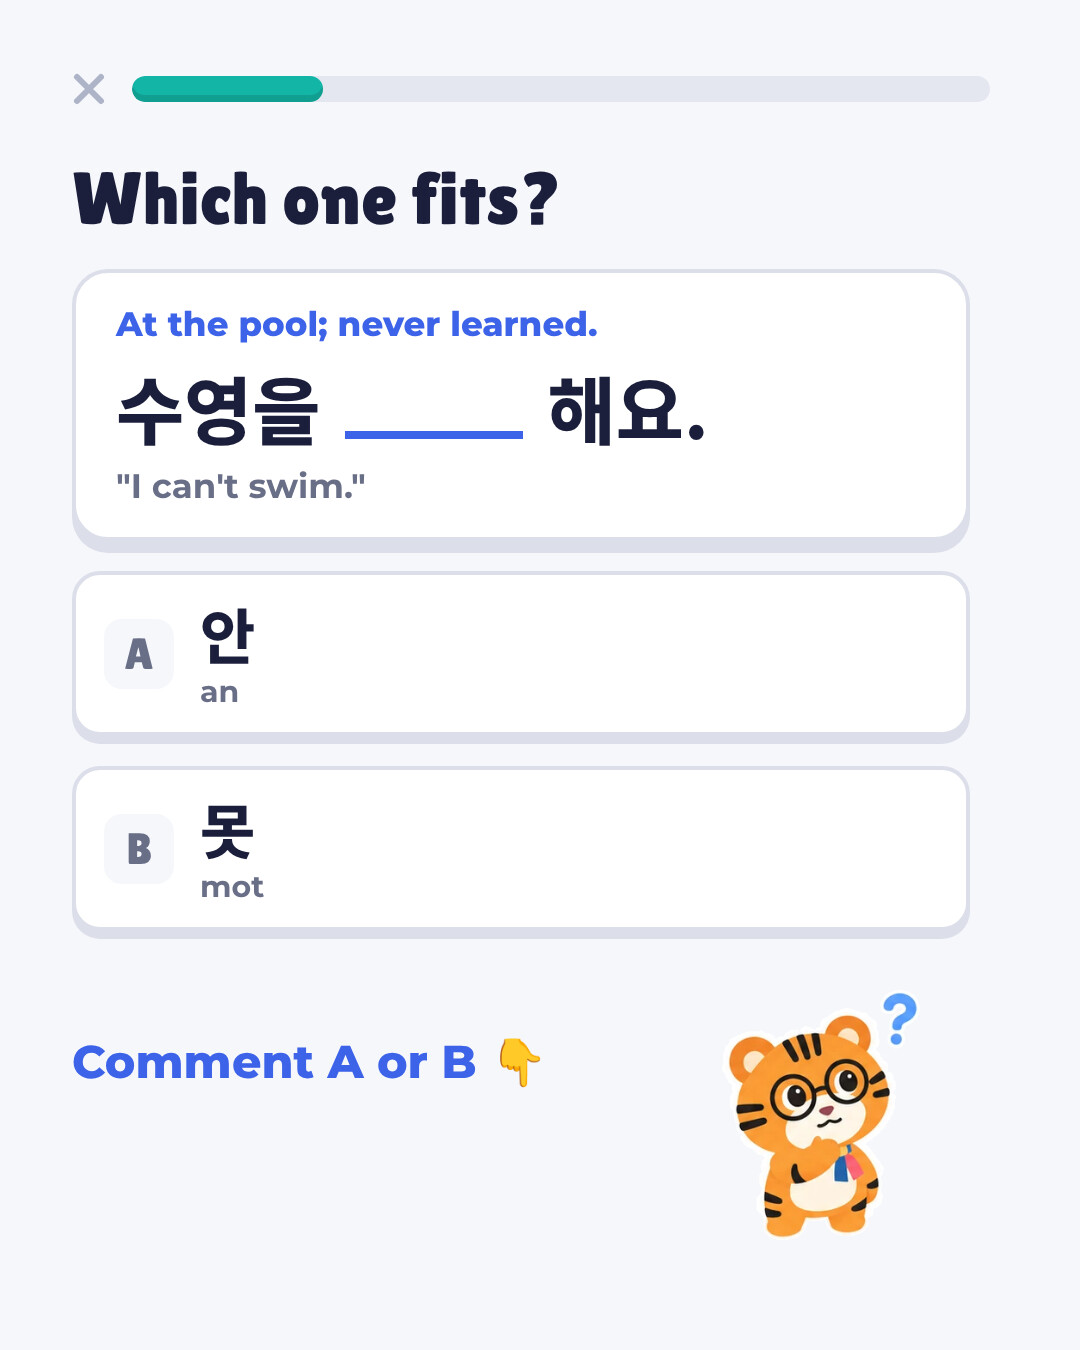 Which one fits?
At the pool; never learned.
수영을 _____ 해요.
"I can't swim."
A
안
an
B
못
mot
Comment A or B 👇
?